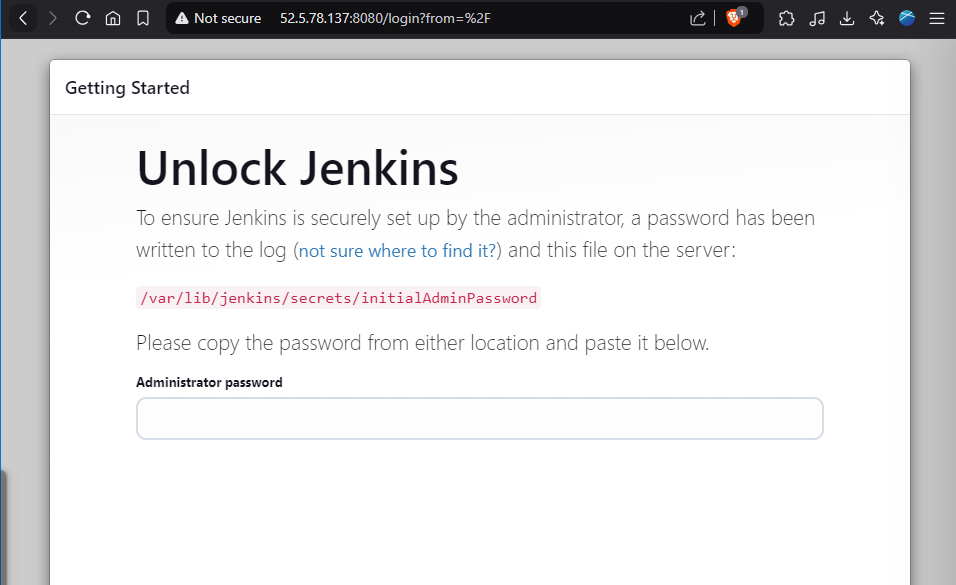 Not secure 52.5.78.137:8080/login?from=%2F 1
Getting Started
Unlock Jenkins
To ensure Jenkins is securely set up by the administrator, a password has been
written to the log (not sure where to find it?) and this file on the server:
/var/lib/jenkins/secrets/initialAdminPassword
Please copy the password from either location and paste it below.
Administrator password